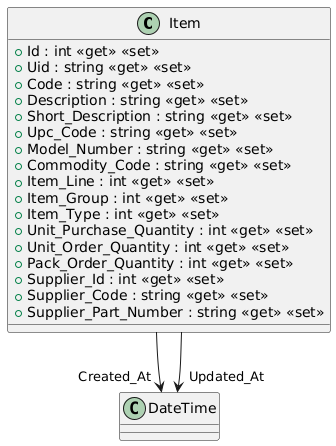 C Item
Id : int «get» «set»
Uid : string «get» «set»
Code : string «get» «set»
Description : string «get» «set»
Short_Description : string «get» «set»
Upc_Code : string «get» «set»
Model_Number : string «get» «set»
Commodity_Code : string «get» «set»
Item_Line : int «get» «set»
Item_Group : int «get» «set»
Item_Type : int «get» «set»
Unit_Purchase_Quantity : int «get» «set»
Unit_Order_Quantity : int «get» «set»
Pack_Order_Quantity : int «get» «set»
Supplier_Id : int «get» «set»
Supplier_Code : string «get» «set»
Supplier_Part_Number : string «get» «set»
Created_At Updated_At
C DateTime